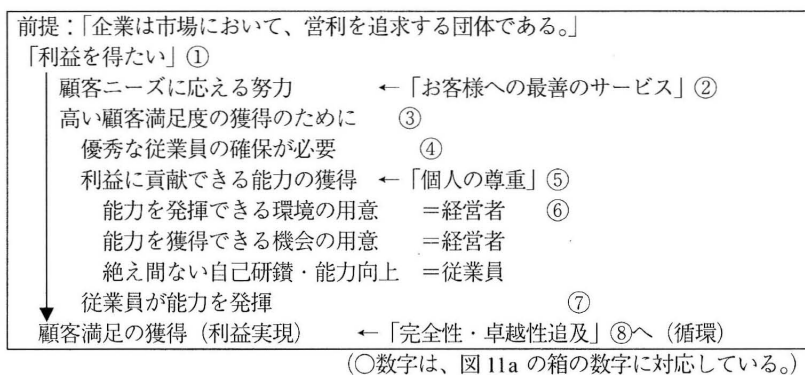 前提:「企業は市場において、営利を追求する団体である。」
「利益を得たい」①
顧客ニーズに応える努力 ←「お客様への最善のサービス」②
高い顧客満足度の獲得のために ③
優秀な従業員の確保が必要 ④
利益に貢献できる能力の獲得 ←「個人の尊重」⑤
能力を発揮できる環境の用意 =経営者 ⑥
能力を獲得できる機会の用意 =経営者
絶え間ない自己研鑚・能力向上 =従業員
従業員が能力を発揮 ⑦
顧客満足の獲得(利益実現) ←「完全性・卓越性追及」⑧へ(循環)
(○数字は、図 11a の箱の数字に対応している。)